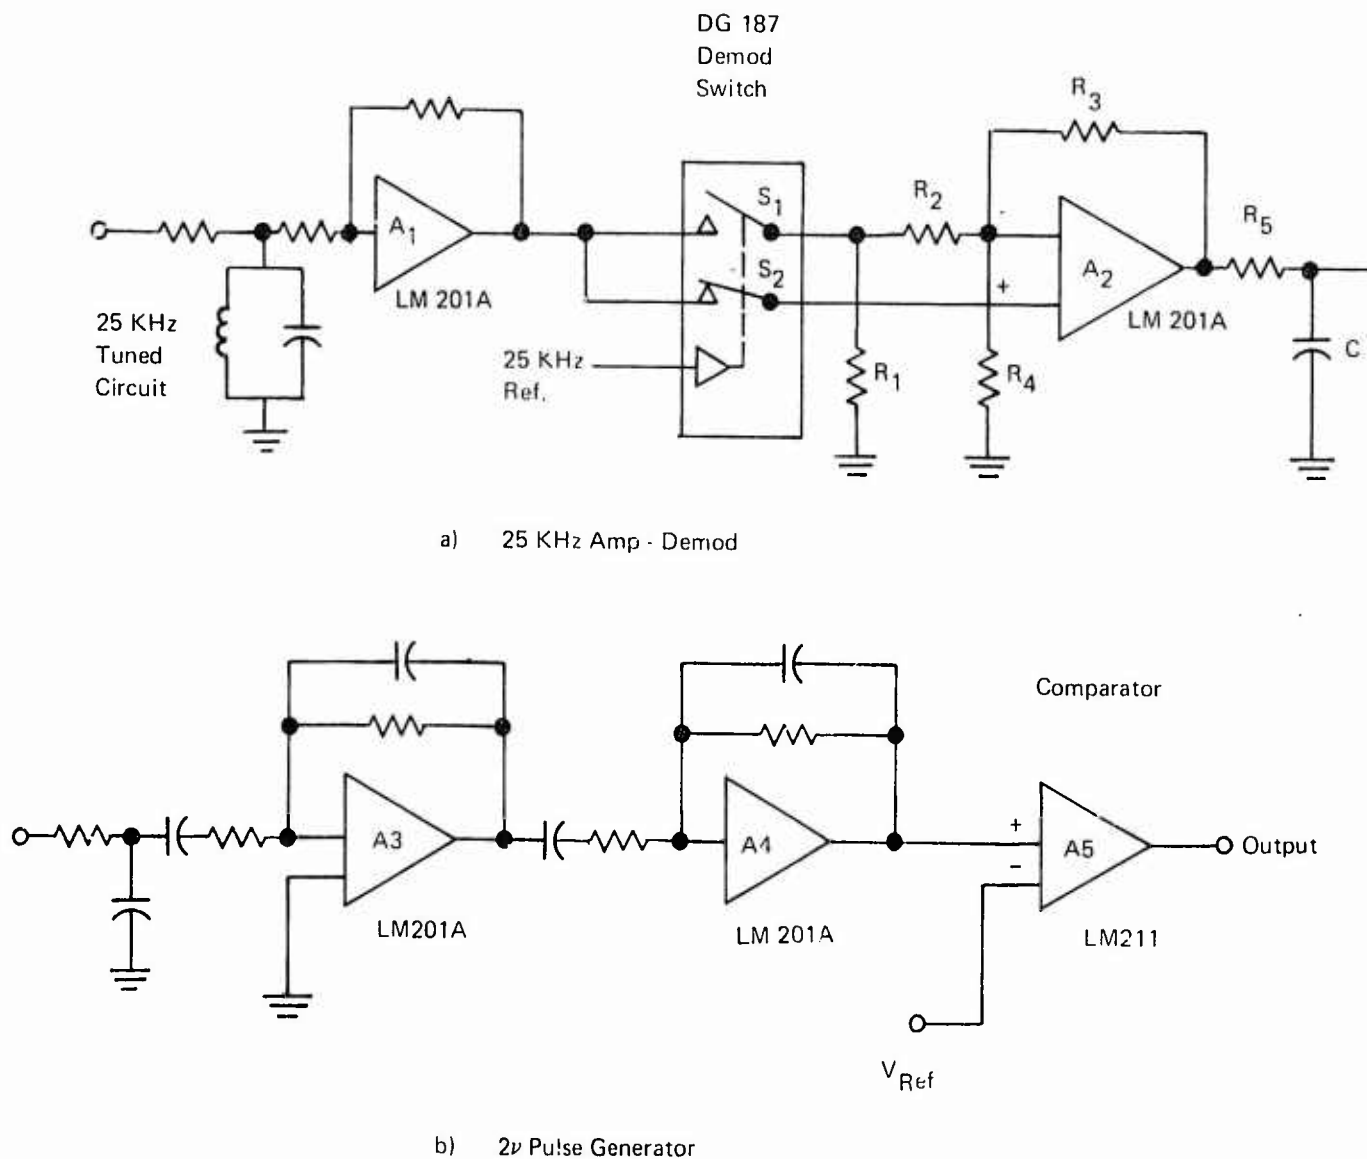 DG 187
Demod
Switch
R3
S1
R2
R5
A1
S2
A2
-
+
LM 201A
LM 201A
25 KHz
Tuned
Circuit
25 KHz
Ref.
R1
R4
C
a) 25 KHz Amp - Demod
Comparator
+
-
A3
A4
A5
Output
LM201A
LM 201A
LM211
VRef
b) 2ν Pulse Generator